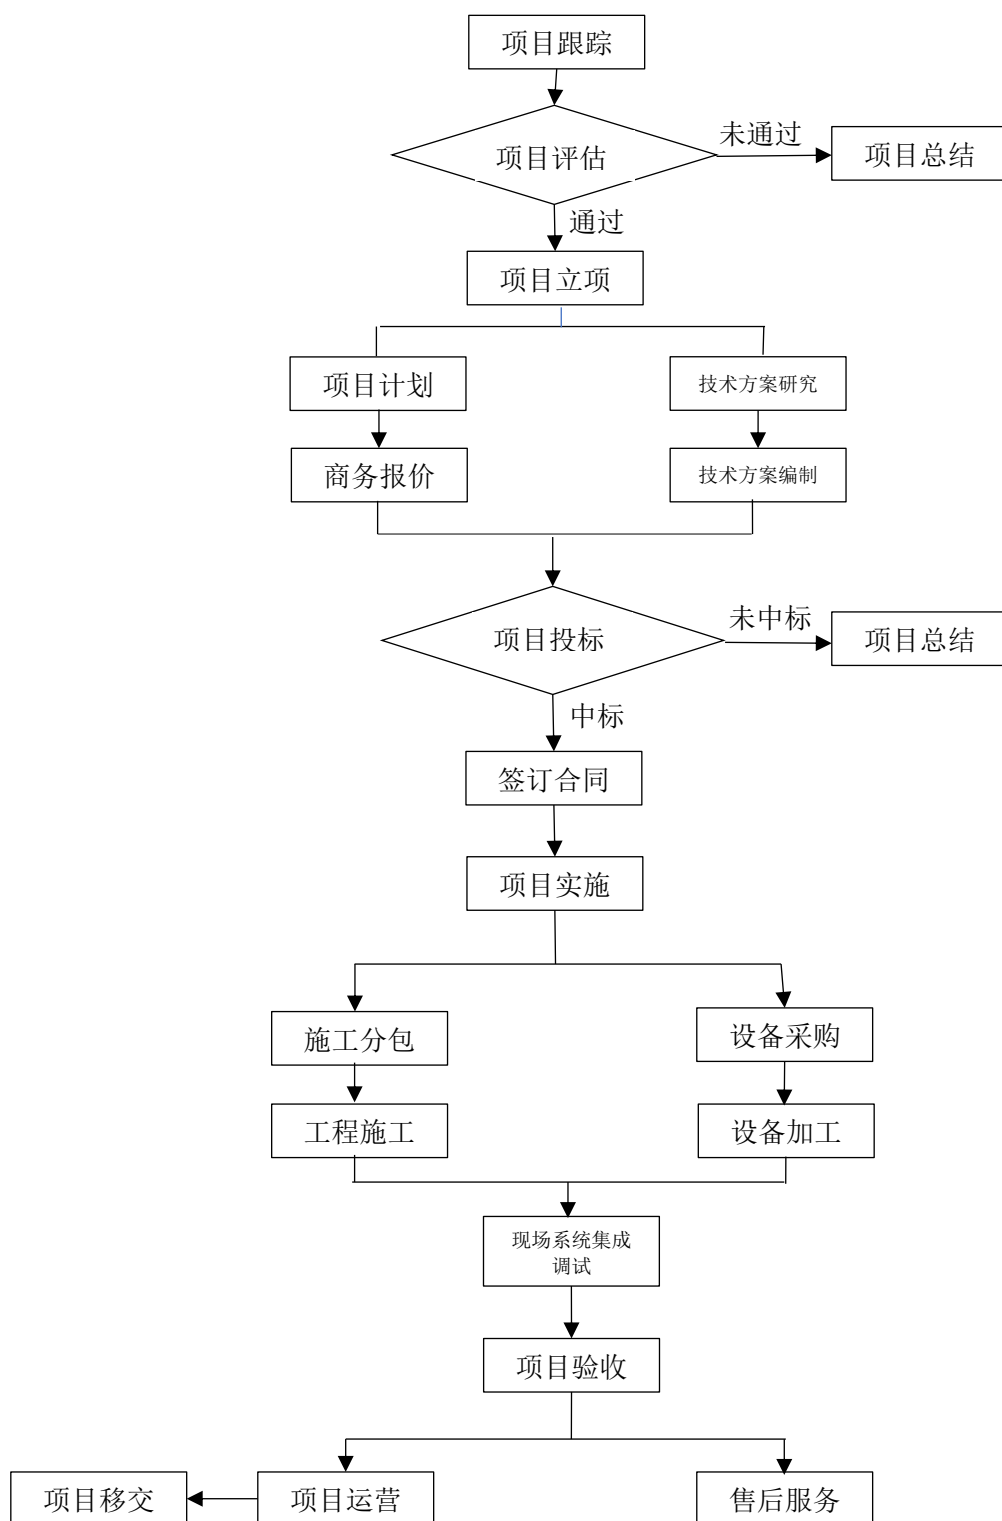 项目跟踪
项目评估
未通过
项目总结
通过
项目立项
项目计划
技术方案研究
商务报价
技术方案编制
项目投标
未中标
项目总结
中标
签订合同
项目实施
施工分包
设备采购
工程施工
设备加工
现场系统集成
调试
项目验收
项目移交
项目运营
售后服务